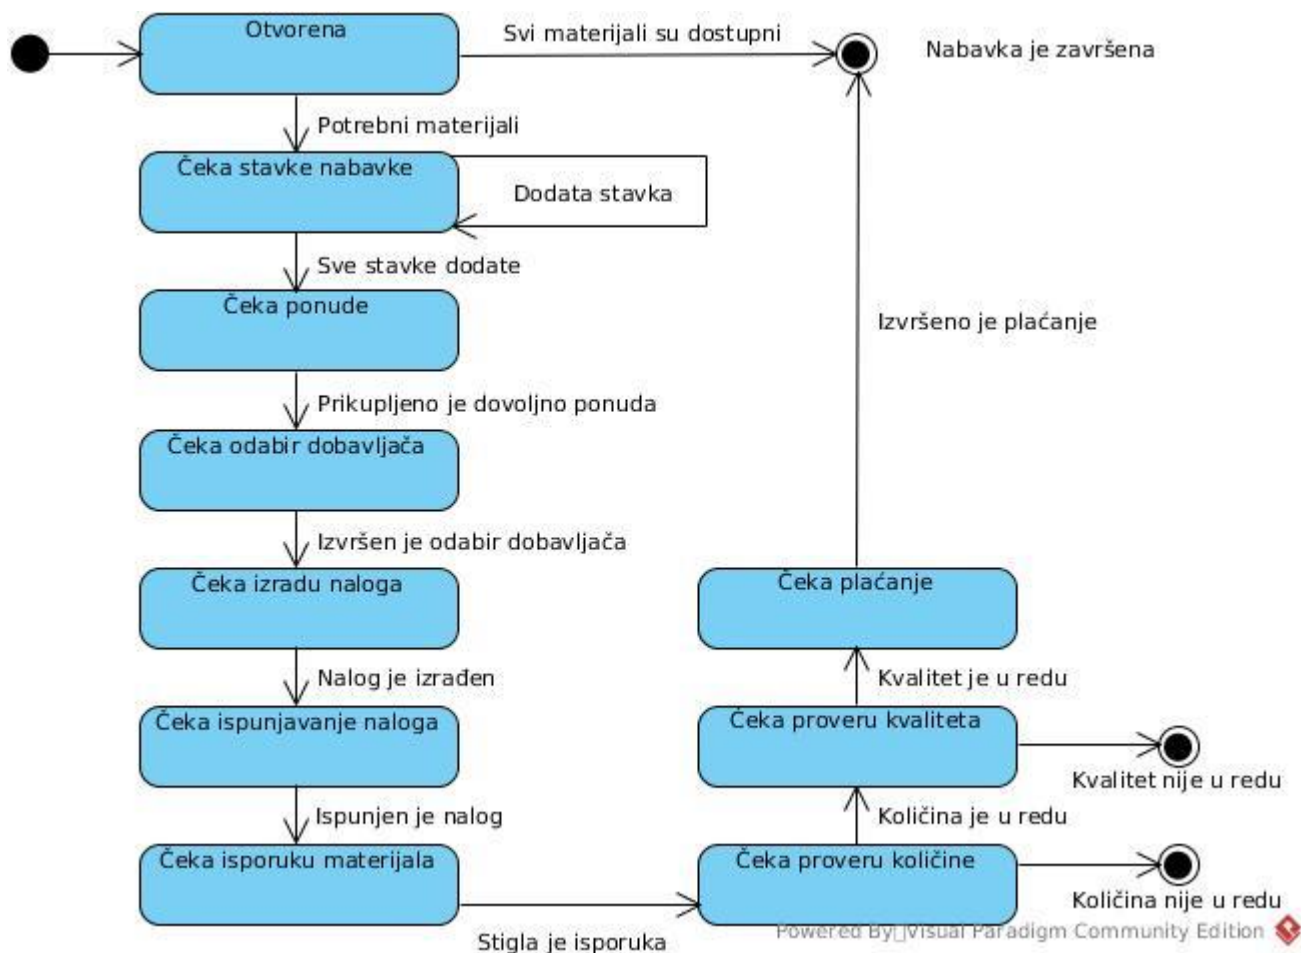 Otvorena
Svi materijali su dostupni
Nabavka je završena
Potrebni materijali
Čeka stavke nabavke
Dodata stavka
Sve stavke dodate
Čeka ponude
Izvršeno je plaćanje
Prikupljeno je dovoljno ponuda
Čeka odabir dobavljača
Izvršen je odabir dobavljača
Čeka izradu naloga
Čeka plaćanje
Nalog je izrađen
Kvalitet je u redu
Čeka ispunjavanje naloga
Čeka proveru kvaliteta
Kvalitet nije u redu
Ispunjen je nalog
Količina je u redu
Čeka isporuku materijala
Čeka proveru količine
Količina nije u redu
Stigla je isporuka
Powered By Visual Paradigm Community Edition